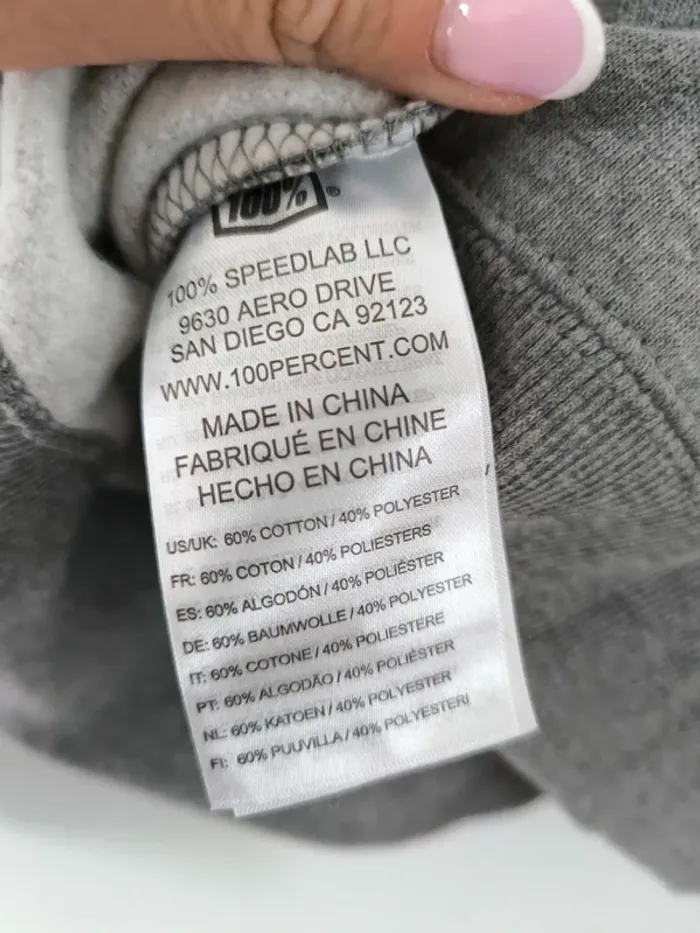 100%®
100% SPEEDLAB LLC
9630 AERO DRIVE
SAN DIEGO CA 92123
WWW.100PERCENT.COM
MADE IN CHINA
FABRIQUÉ EN CHINE
HECHO EN CHINA
US/UK: 60% COTTON / 40% POLYESTER
FR: 60% COTON / 40% POLIESTERS
ES: 60% ALGODÓN / 40% POLIÉSTER
DE: 60% BAUMWOLLE / 40% POLYESTER
IT: 60% COTONE / 40% POLIESTERE
PT: 60% ALGODÃO / 40% POLIÉSTER
NL: 60% KATOEN / 40% POLYESTER
FI: 60% PUUVILLA / 40% POLYESTERI